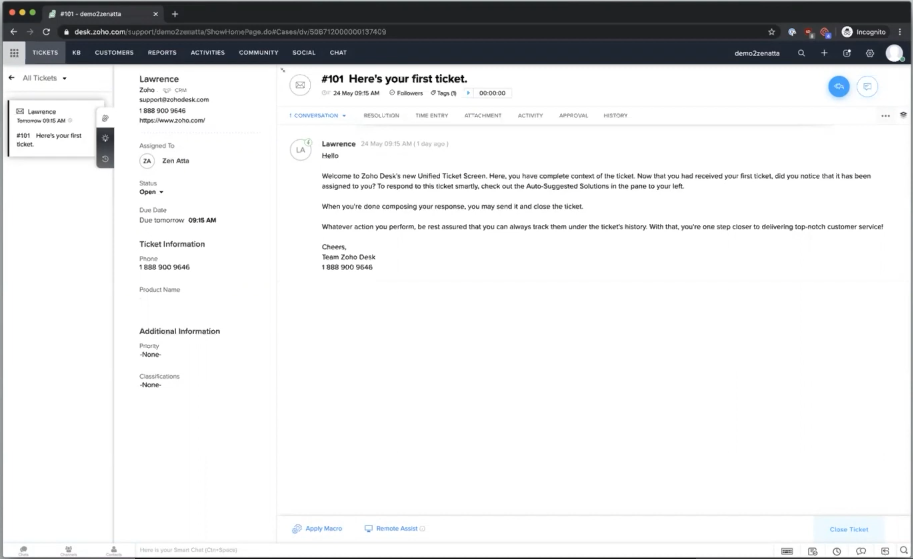 #101 - demo2zenatta
desk.zoho.com/support/demo2zenatta/ShowHomePage.do#Cases/dv/508712000000137409
Incognito
TICKETS KB CUSTOMERS REPORTS ACTIVITIES COMMUNITY SOCIAL CHAT
demo2zenatta
All Tickets
Lawrence
Tomorrow 09:15 AM
#101 Here's your first ticket.
Lawrence
Zoho CRM
support@zohodesk.com
1 888 900 9646
https://www.zoho.com/
Assigned To
ZA Zen Atta
Status
Open
Due Date
Due tomorrow 09:15 AM
Ticket Information
Phone
1 888 900 9646
Product Name
Additional Information
Priority
-None-
Classifications
-None-
#101 Here's your first ticket.
24 May 09:15 AM Followers Tags (1) 00:00:00
1 CONVERSATION RESOLUTION TIME ENTRY ATTACHMENT ACTIVITY APPROVAL HISTORY
LA
Lawrence 24 May 09:15 AM ( 1 day ago )
Hello
Welcome to Zoho Desk's new Unified Ticket Screen. Here, you have complete context of the ticket. Now that you had received your first ticket, did you notice that it has been
assigned to you? To respond to this ticket smartly, check out the Auto-Suggested Solutions in the pane to your left.
When you're done composing your response, you may send it and close the ticket.
Whatever action you perform, be rest assured that you can always track them under the ticket's history. With that, you're one step closer to delivering top-notch customer service!
Cheers,
Team Zoho Desk
1 888 900 9646
Apply Macro Remote Assist
Close Ticket
Chats Channels Contacts
Here is your Smart Chat (Ctrl+Space)